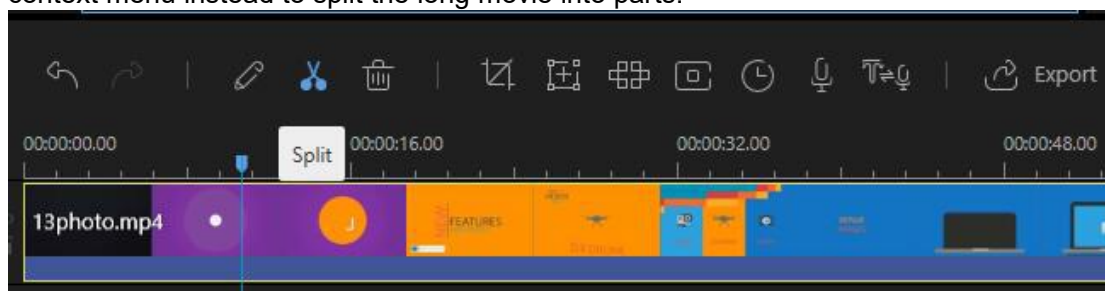 context menu instead to split the long movie into parts.
Export
00:00:00.00
Split
00:00:16.00
00:00:32.00
00:00:48.00
13photo.mp4
NEW
FEATURES